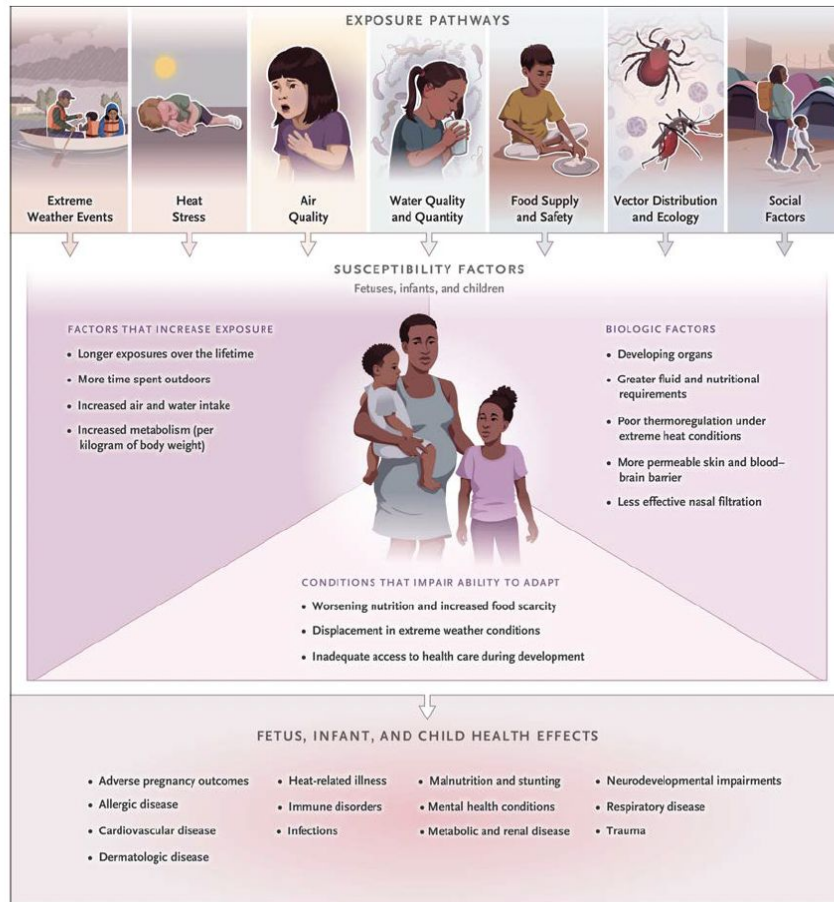 EXPOSURE PATHWAYS
Extreme
Weather Events
Heat
Stress
Air
Quality
Water Quality
and Quantity
Food Supply
and Safety
Vector Distribution
and Ecology
Social
Factors
SUSCEPTIBILITY FACTORS
Fetuses, infants, and children
FACTORS THAT INCREASE EXPOSURE
• Longer exposures over the lifetime
• More time spent outdoors
• Increased air and water intake
• Increased metabolism (per
kilogram of body weight)
BIOLOGIC FACTORS
• Developing organs
• Greater fluid and nutritional
requirements
• Poor thermoregulation under
extreme heat conditions
• More permeable skin and blood–
brain barrier
• Less effective nasal filtration
CONDITIONS THAT IMPAIR ABILITY TO ADAPT
• Worsening nutrition and increased food scarcity
• Displacement in extreme weather conditions
• Inadequate access to health care during development
FETUS, INFANT, AND CHILD HEALTH EFFECTS
• Adverse pregnancy outcomes
• Allergic disease
• Cardiovascular disease
• Dermatologic disease
• Heat-related illness
• Immune disorders
• Infections
• Malnutrition and stunting
• Mental health conditions
• Metabolic and renal disease
• Neurodevelopmental impairments
• Respiratory disease
• Trauma